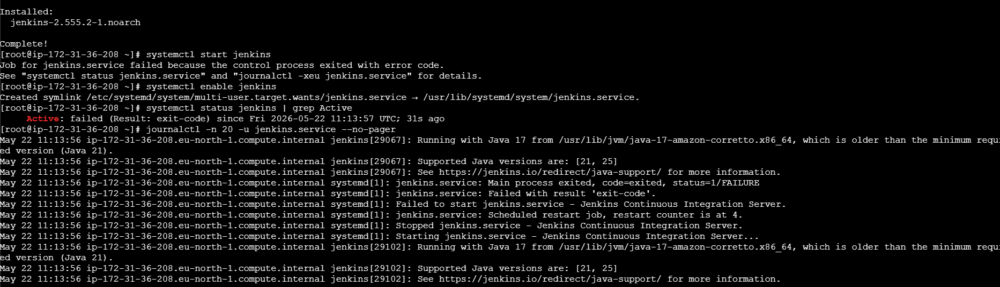 Installed:
  jenkins-2.555.2-1.noarch
Complete!
[root@ip-172-31-36-208 ~]# systemctl start jenkins
Job for jenkins.service failed because the control process exited with error code.
See "systemctl status jenkins.service" and "journalctl -xeu jenkins.service" for details.
[root@ip-172-31-36-208 ~]# systemctl enable jenkins
Created symlink /etc/systemd/system/multi-user.target.wants/jenkins.service → /usr/lib/systemd/system/jenkins.service.
[root@ip-172-31-36-208 ~]# systemctl status jenkins | grep Active
     Active: failed (Result: exit-code) since Fri 2026-05-22 11:13:57 UTC; 31s ago
[root@ip-172-31-36-208 ~]# journalctl -n 20 -u jenkins.service --no-pager
May 22 11:13:56 ip-172-31-36-208.eu-north-1.compute.internal jenkins[29067]: Running with Java 17 from /usr/lib/jvm/java-17-amazon-corretto.x86_64, which is older than the minimum requi
ed version (Java 21).
May 22 11:13:56 ip-172-31-36-208.eu-north-1.compute.internal jenkins[29067]: Supported Java versions are: [21, 25]
May 22 11:13:56 ip-172-31-36-208.eu-north-1.compute.internal jenkins[29067]: See https://jenkins.io/redirect/java-support/ for more information.
May 22 11:13:56 ip-172-31-36-208.eu-north-1.compute.internal systemd[1]: jenkins.service: Main process exited, code=exited, status=1/FAILURE
May 22 11:13:56 ip-172-31-36-208.eu-north-1.compute.internal systemd[1]: jenkins.service: Failed with result 'exit-code'.
May 22 11:13:56 ip-172-31-36-208.eu-north-1.compute.internal systemd[1]: Failed to start jenkins.service - Jenkins Continuous Integration Server.
May 22 11:13:56 ip-172-31-36-208.eu-north-1.compute.internal systemd[1]: jenkins.service: Scheduled restart job, restart counter is at 4.
May 22 11:13:56 ip-172-31-36-208.eu-north-1.compute.internal systemd[1]: Stopped jenkins.service - Jenkins Continuous Integration Server.
May 22 11:13:56 ip-172-31-36-208.eu-north-1.compute.internal systemd[1]: Starting jenkins.service - Jenkins Continuous Integration Server...
May 22 11:13:56 ip-172-31-36-208.eu-north-1.compute.internal jenkins[29102]: Running with Java 17 from /usr/lib/jvm/java-17-amazon-corretto.x86_64, which is older than the minimum requi
ed version (Java 21).
May 22 11:13:56 ip-172-31-36-208.eu-north-1.compute.internal jenkins[29102]: Supported Java versions are: [21, 25]
May 22 11:13:56 ip-172-31-36-208.eu-north-1.compute.internal jenkins[29102]: See https://jenkins.io/redirect/java-support/ for more information.